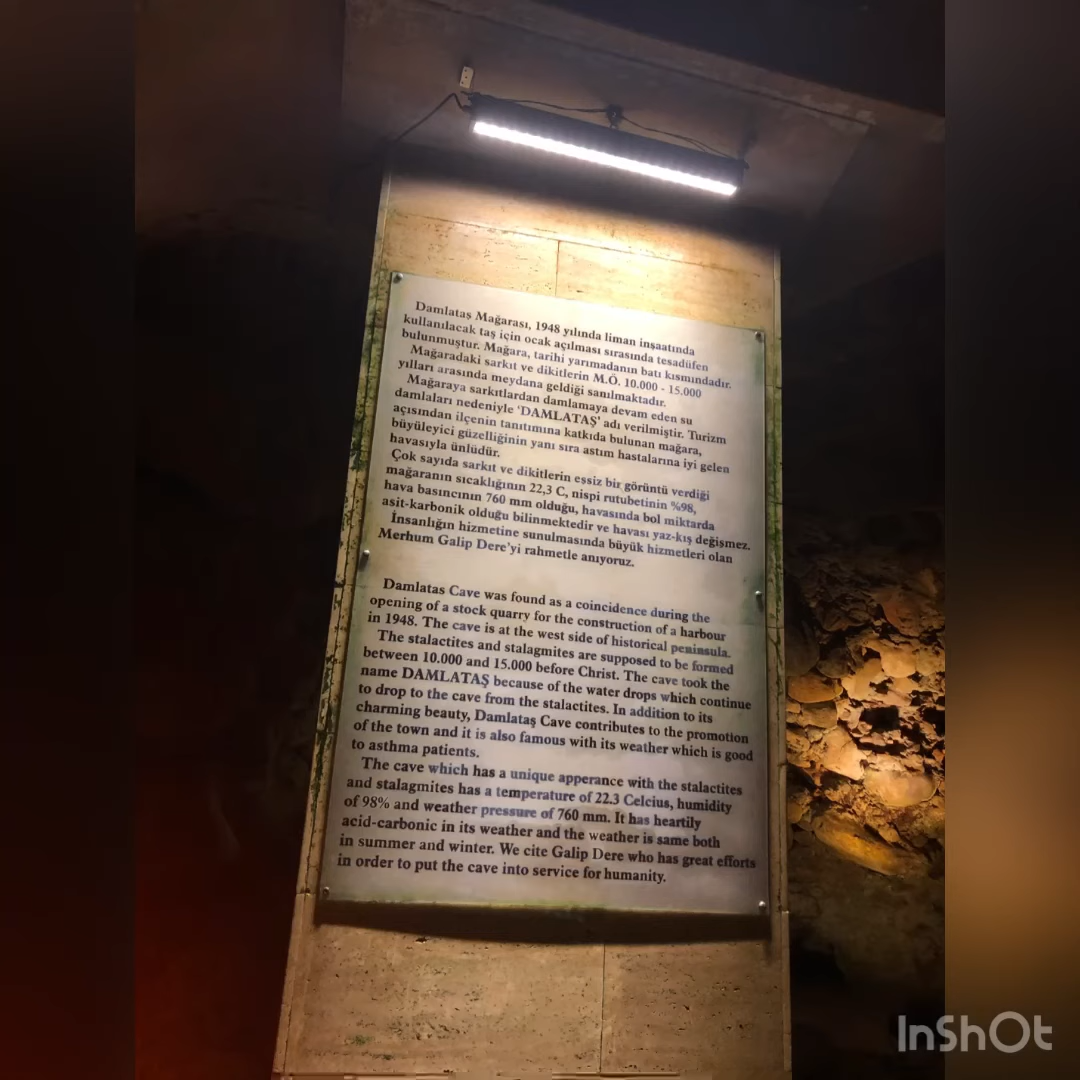 Damlataş Mağarası, 1948 yılında liman inşaatında
kullanılacak taş için ocak açılması sırasında tesadüfen
bulunmuştur. Mağara, tarihi yarımadanın batı kısmındadır.
Mağaradaki sarkıt ve dikitlerin M.Ö. 10.000 - 15.000
yılları arasında meydana geldiği sanılmaktadır.
Mağaraya sarkıtlardan damlamaya devam eden su
damlaları nedeniyle 'DAMLATAŞ' adı verilmiştir. Turizm
açısından ilçenin tanıtımına katkıda bulunan mağara,
büyüleyici güzelliğinin yanı sıra astım hastalarına iyi gelen
havasıyla ünlüdür.
Çok sayıda sarkıt ve dikitlerin eşsiz bir görüntü verdiği
mağaranın sıcaklığının 22,3 C, nispi rutubetinin %98,
hava basıncının 760 mm olduğu, havasında bol miktarda
asit-karbonik olduğu bilinmektedir ve havası yaz-kış değişmez.
İnsanlığın hizmetine sunulmasında büyük hizmetleri olan
Merhum Galip Dere'yi rahmetle anıyoruz.
Damlatas Cave was found as a coincidence during the
opening of a stock quarry for the construction of a harbour
in 1948. The cave is at the west side of historical peninsula.
The stalactites and stalagmites are supposed to be formed
between 10.000 and 15.000 before Christ. The cave took the
name DAMLATAŞ because of the water drops which continue
to drop to the cave from the stalactites. In addition to its
charming beauty, Damlataş Cave contributes to the promotion
of the town and it is also famous with its weather which is good
to asthma patients.
The cave which has a unique apperance with the stalactites
and stalagmites has a temperature of 22.3 Celcius, humidity
of 98% and weather pressure of 760 mm. It has heartily
acid-carbonic in its weather and the weather is same both
in summer and winter. We cite Galip Dere who has great efforts
in order to put the cave into service for humanity.
InShOt